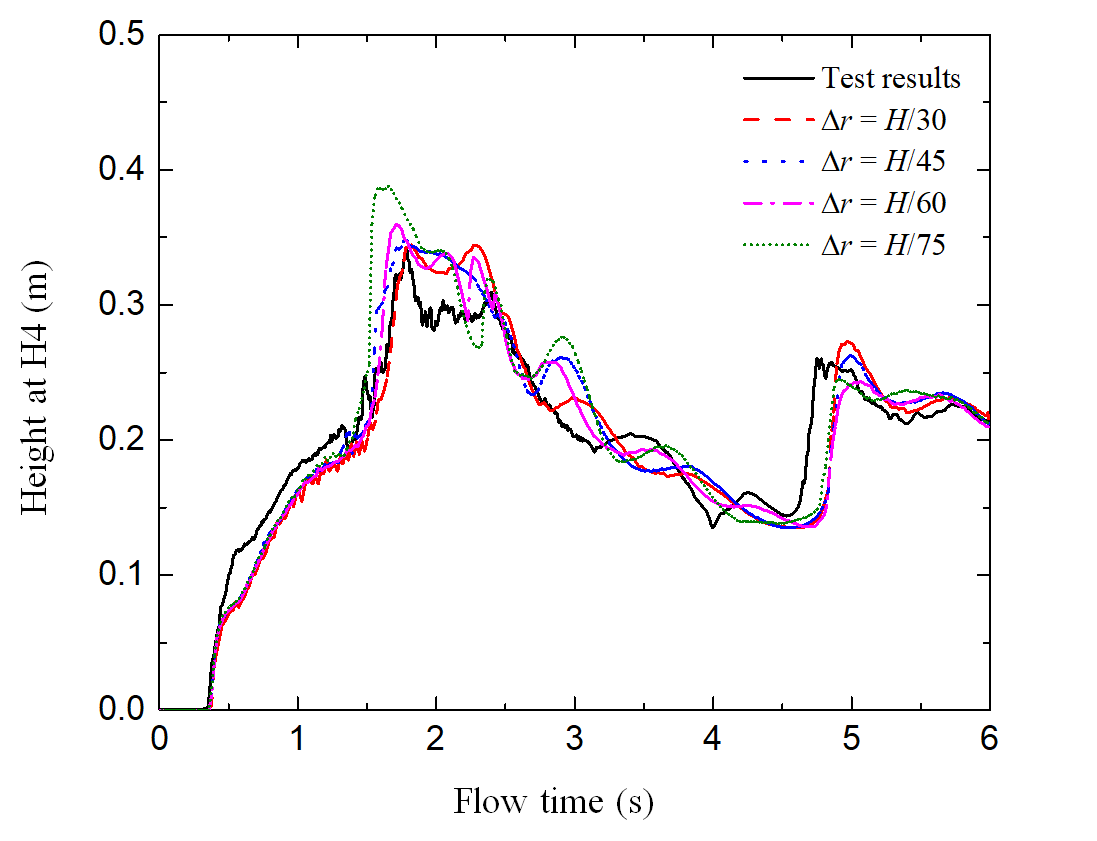 0.5
0.4
0.3
0.2
0.1
0.0
0 1 2 3 4 5 6
Height at H4 (m)
Flow time (s)
Test results
Δr = H/30
Δr = H/45
Δr = H/60
Δr = H/75